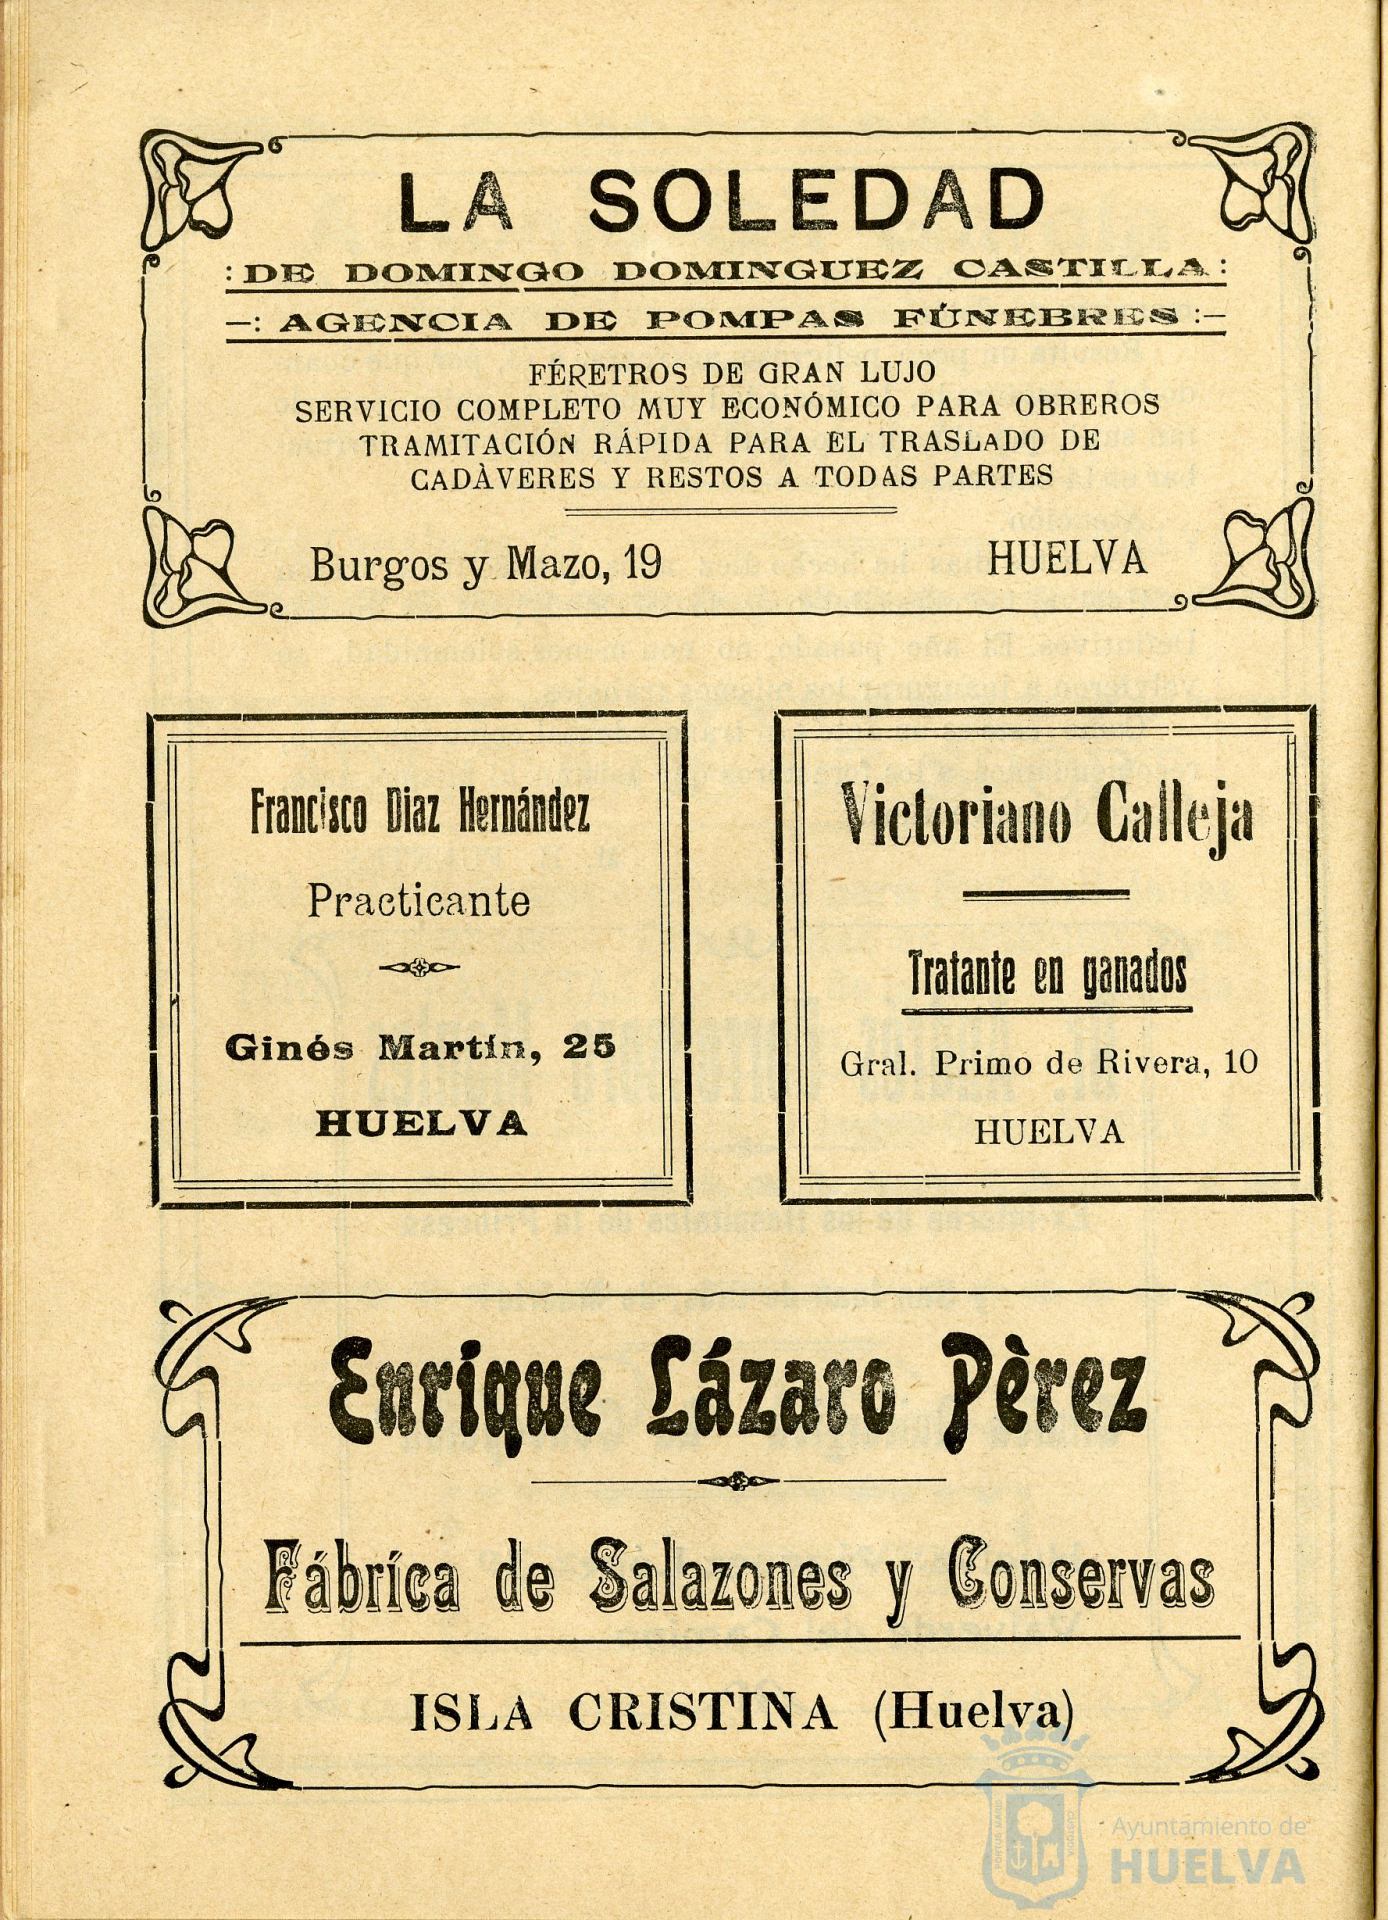 LA SOLEDAD
: DE DOMINGO DOMINGUEZ CASTILLA :
—: AGENCIA DE POMPAS FÚNEBRES :—
FÉRETROS DE GRAN LUJO
SERVICIO COMPLETO MUY ECONÓMICO PARA OBREROS
TRAMITACIÓN RÁPIDA PARA EL TRASLADO DE
CADÀVERES Y RESTOS A TODAS PARTES
Burgos y Mazo, 19 HUELVA
Francisco Diaz Hernández
Practicante
Ginés Martín, 25
HUELVA
Victoriano Calleja
Tratante en ganados
Gral. Primo de Rivera, 10
HUELVA
Enríque Lázaro Pèrez
Fábríca de Salazones y Conservas
ISLA CRISTINA (Huelva)
Ayuntamiento de
HUELVA